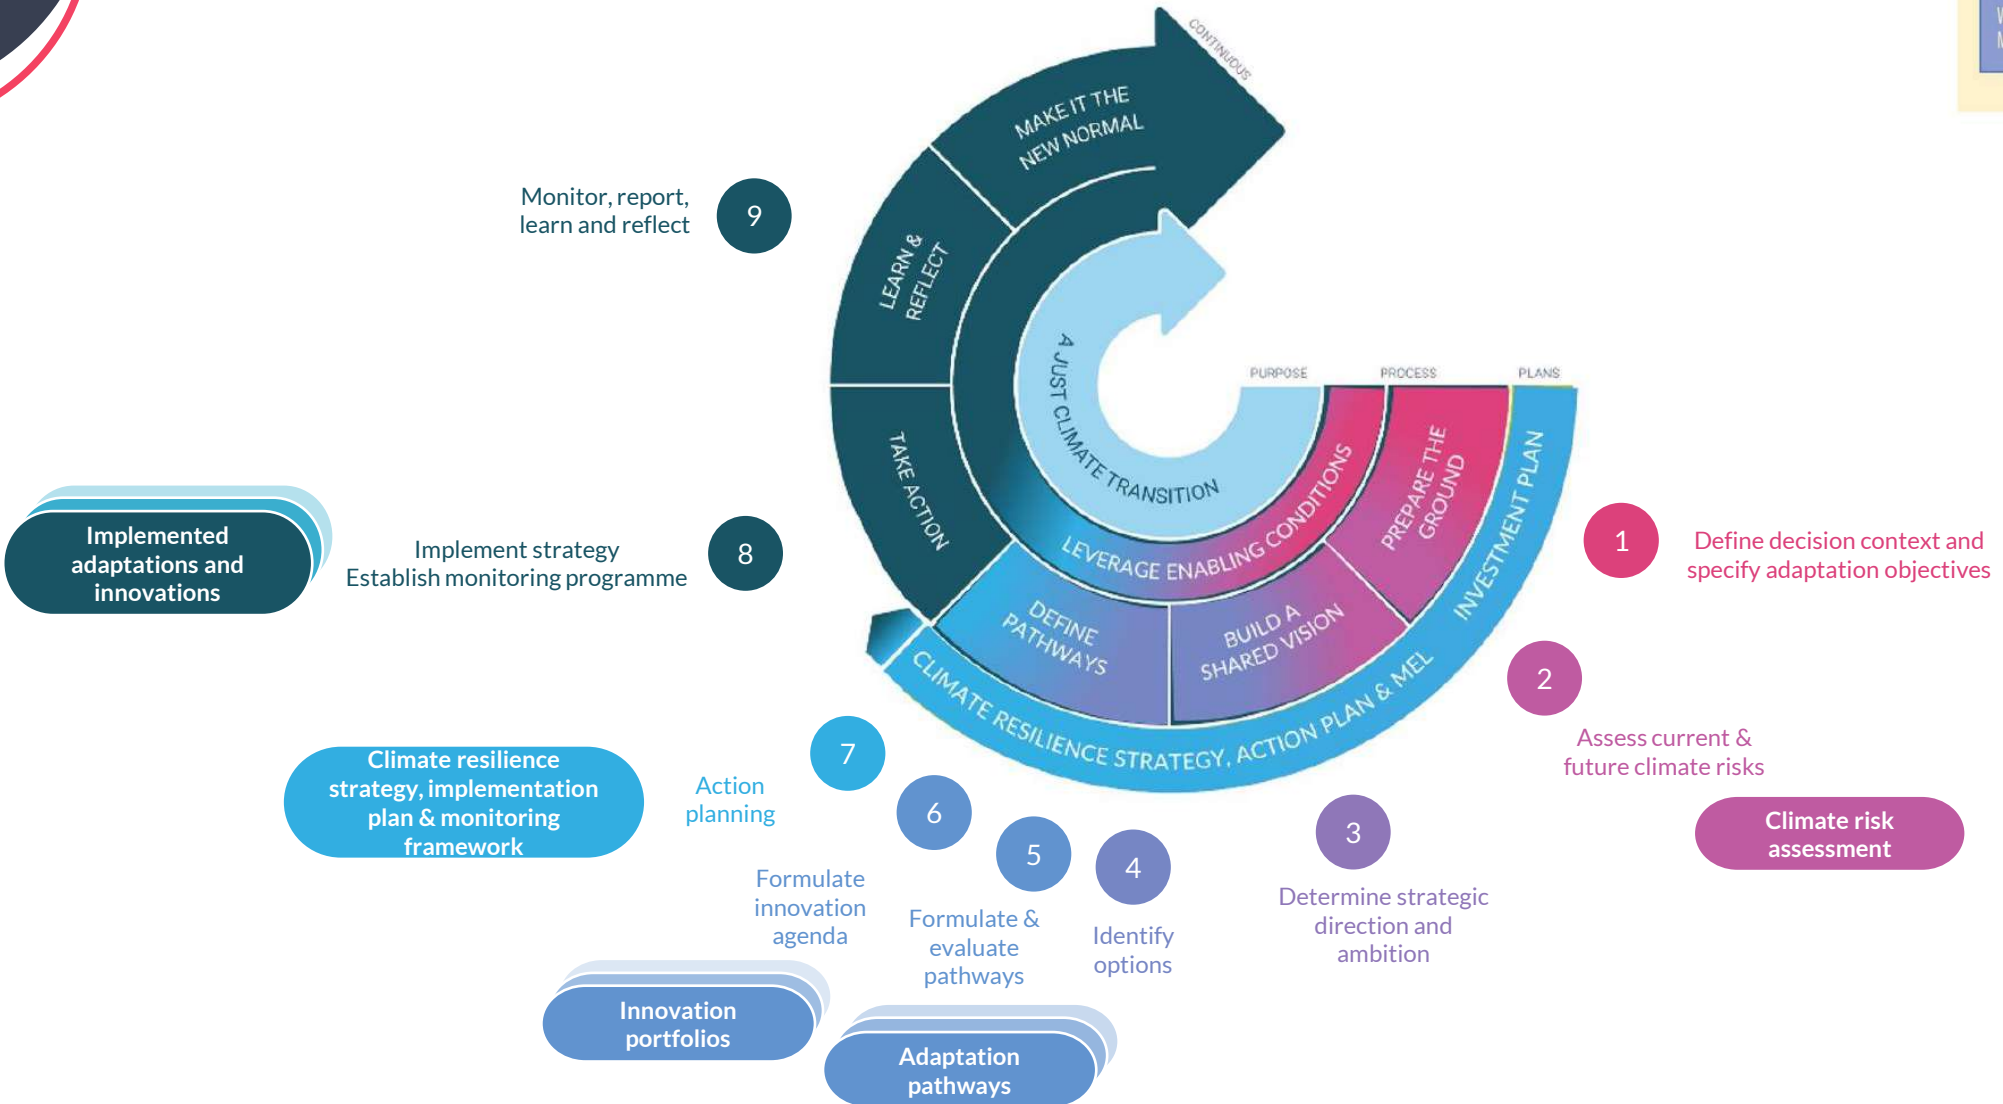 CONTINUOUS
MAKE IT THE
NEW NORMAL
LEARN &
REFLECT
TAKE ACTION
A JUST CLIMATE TRANSITION
PURPOSE
PROCESS
PLANS
LEVERAGE ENABLING CONDITIONS
PREPARE THE
GROUND
BUILD A
SHARED VISION
DEFINE
PATHWAYS
INVESTMENT PLAN
CLIMATE RESILIENCE STRATEGY, ACTION PLAN & MEL
1
Define decision context and
specify adaptation objectives
2
Assess current &
future climate risks
Climate risk
assessment
3
Determine strategic
direction and
ambition
4
Identify
options
5
Formulate &
evaluate
pathways
Adaptation
pathways
6
Formulate
innovation
agenda
Innovation
portfolios
7
Action
planning
Climate resilience
strategy, implementation
plan & monitoring
framework
8
Implement strategy
Establish monitoring programme
Implemented
adaptations and
innovations
9
Monitor, report,
learn and reflect